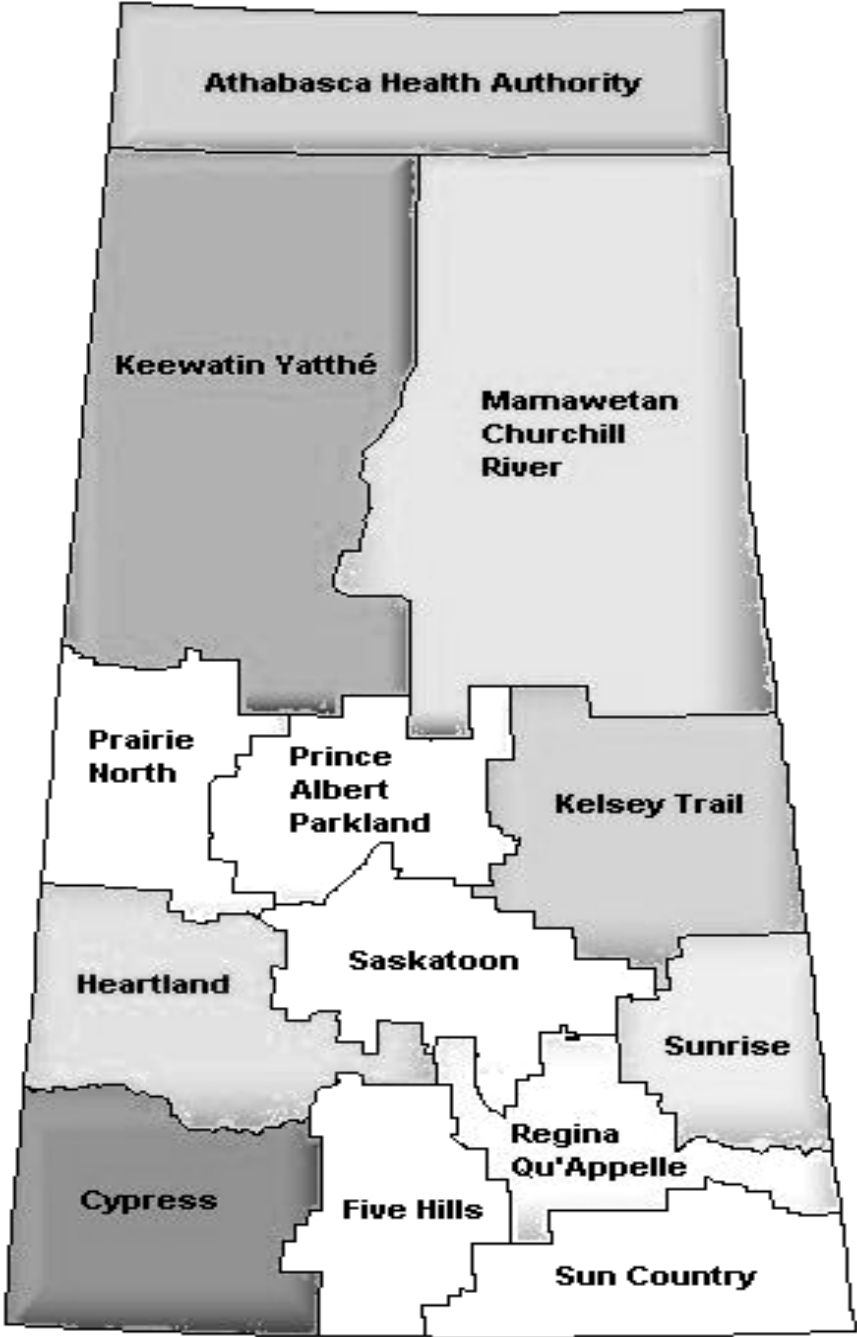 Athabasca Health Authority
Keewatin Yatthé
Mamawetan
Churchill
River
Prairie
North
Prince
Albert
Parkland
Kelsey Trail
Saskatoon
Heartland
Sunrise
Regina
Qu'Appelle
Cypress
Five Hills
Sun Country